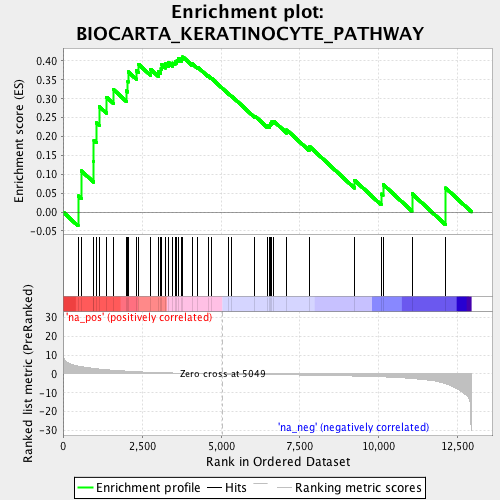 Enrichment plot:
BIOCARTA_KERATINOCYTE_PATHWAY
Enrichment score (ES)
0.40
0.35
0.30
0.25
0.20
0.15
0.10
0.05
0.00
-0.05
'na_pos' (positively correlated)
Ranked list metric (PreRanked)
30
20
10
0
-10
-20
-30
Zero cross at 5049
'na_neg' (negatively correlated)
0
2,500
5,000
7,500
10,000
12,500
Rank in Ordered Dataset
Enrichment profile
Hits
Ranking metric scores